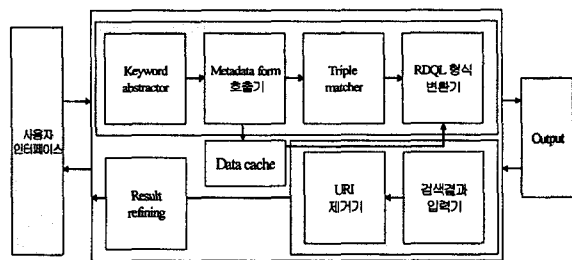 Keyword
abstractor
Metadata form
호출기
Triple
matcher
RDQL 형식
변환기
사용자
인터페이스
Data cache
Output
Result
refining
URI
제거기
검색결과
입력기